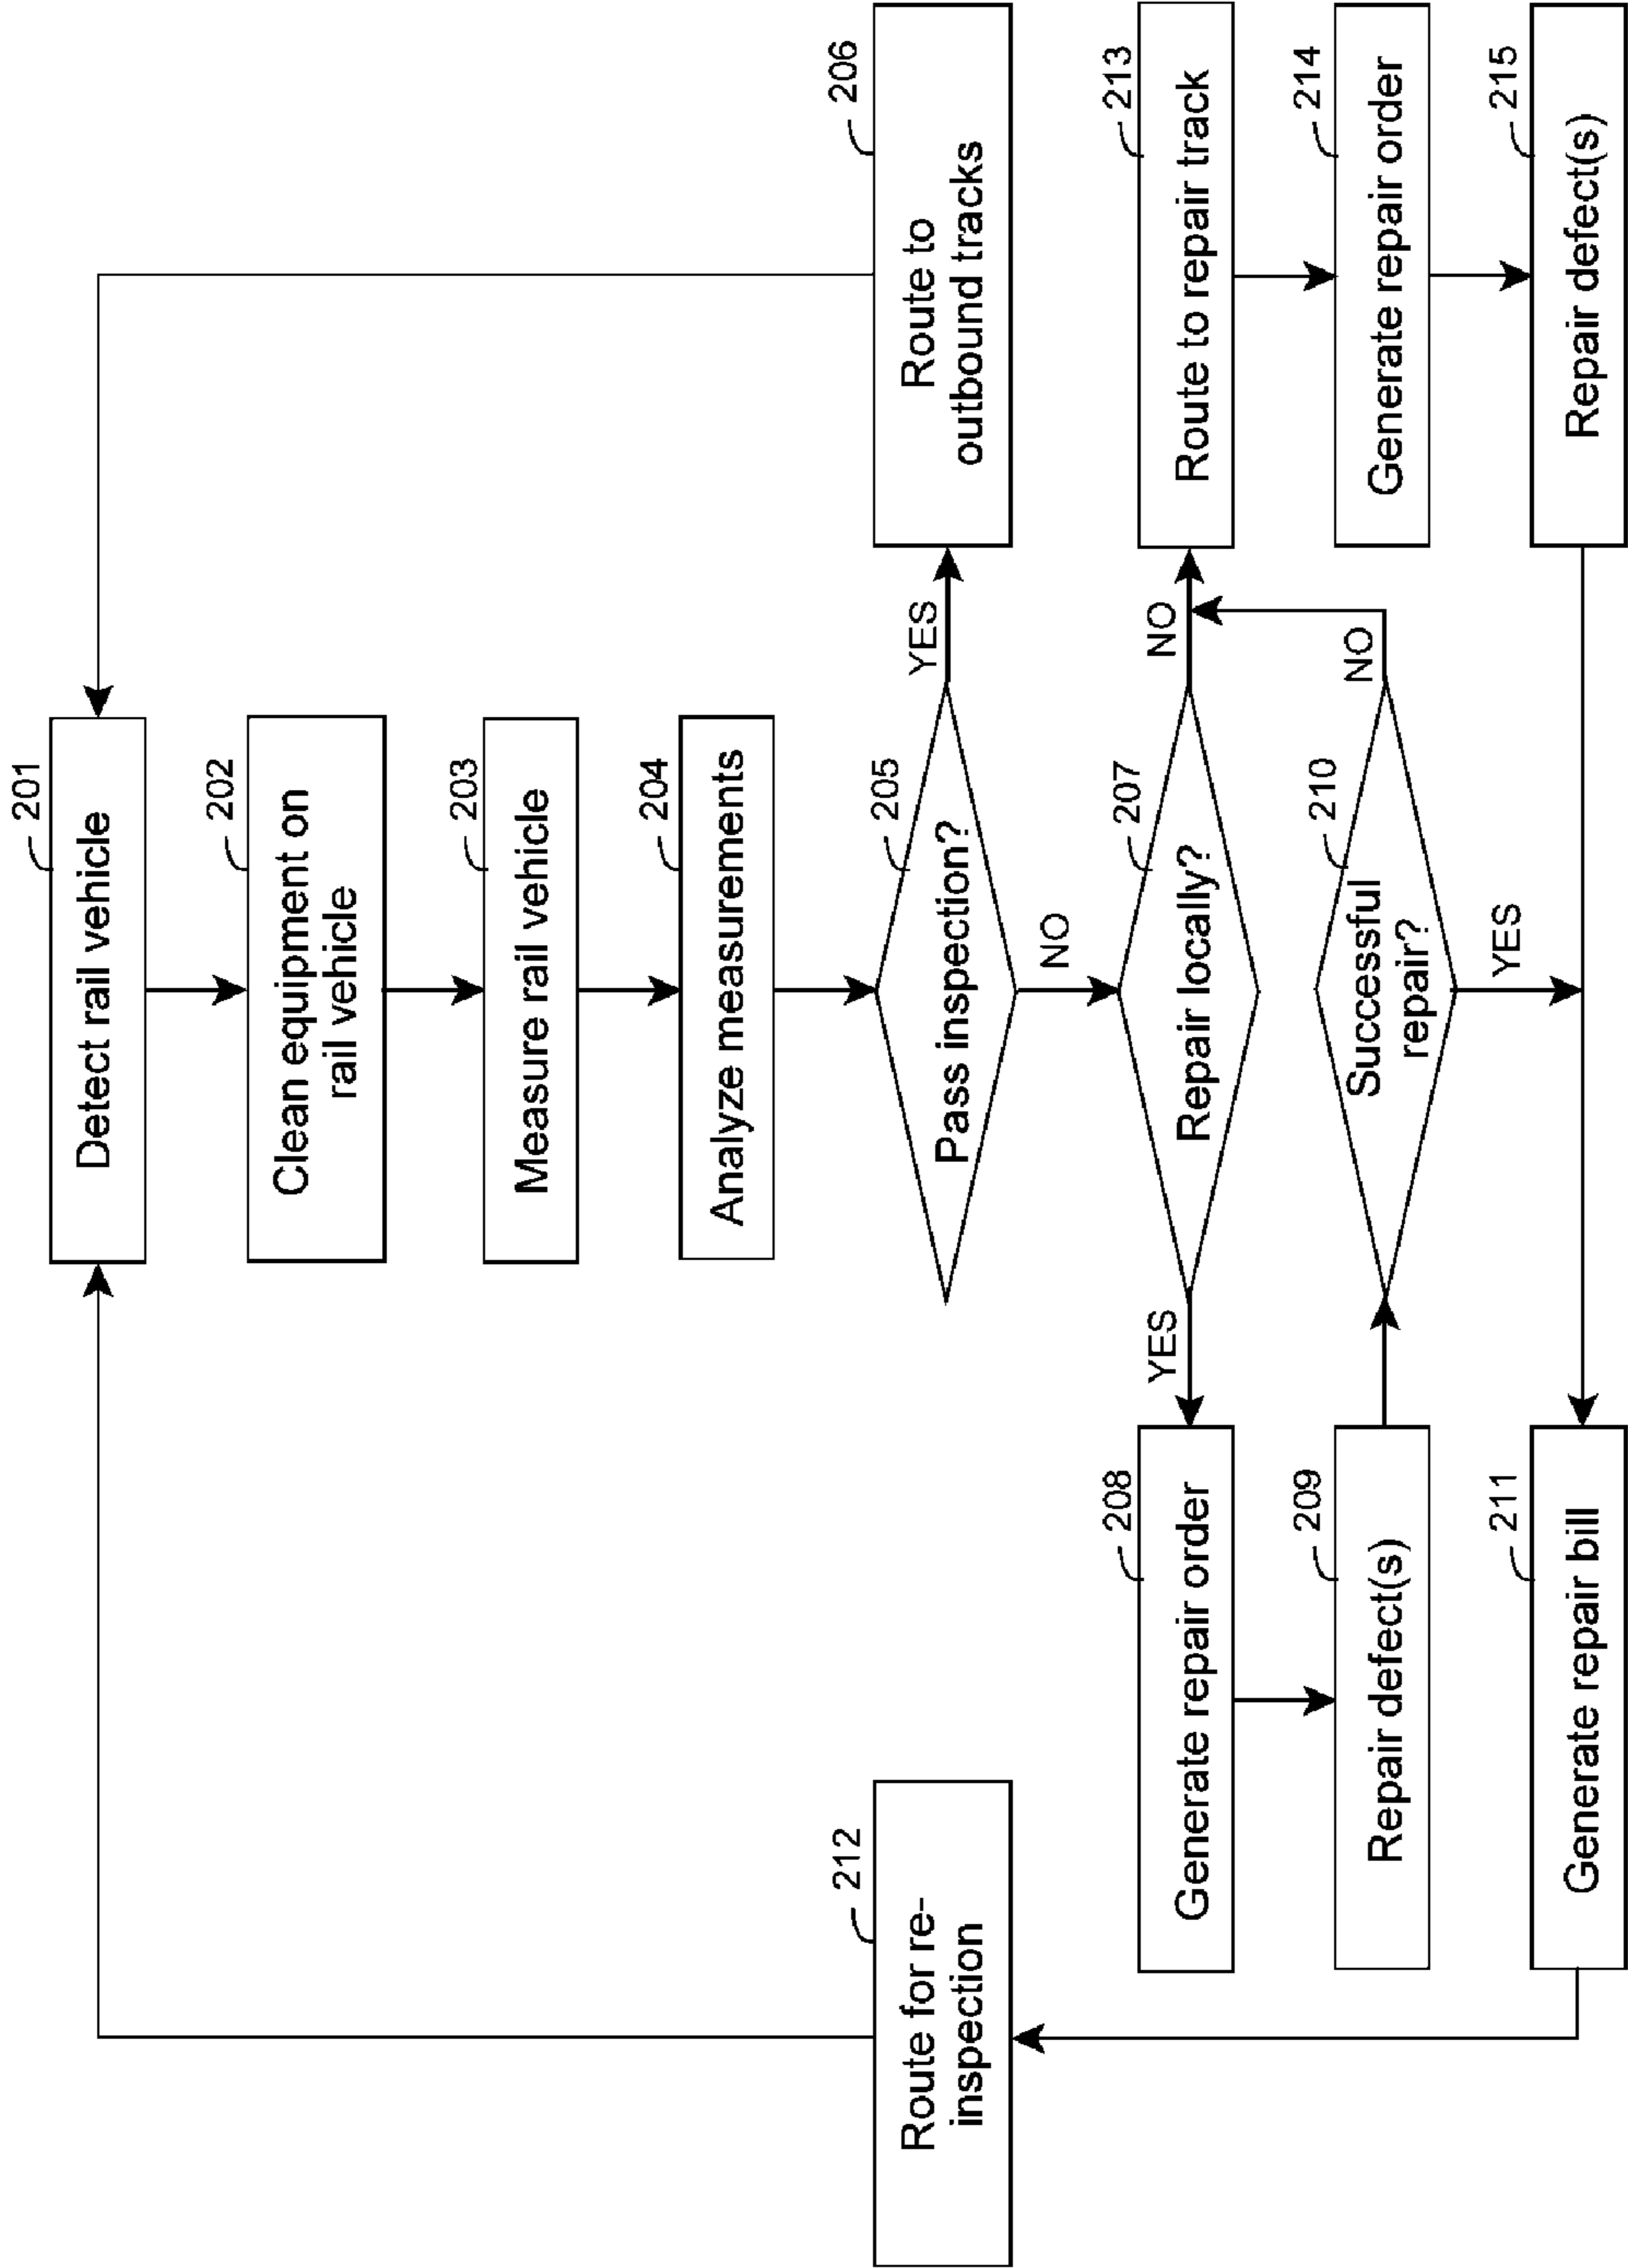 201
Detect rail vehicle
202
Clean equipment on
rail vehicle
203
Measure rail vehicle
204
Analyze measurements
205
Pass inspection?
YES
NO
206
Route to
outbound tracks
207
Repair locally?
YES
NO
208
Generate repair order
209
Repair defect(s)
210
Successful
repair?
NO
YES
211
Generate repair bill
212
Route for re-
inspection
213
Route to repair track
214
Generate repair order
215
Repair defect(s)